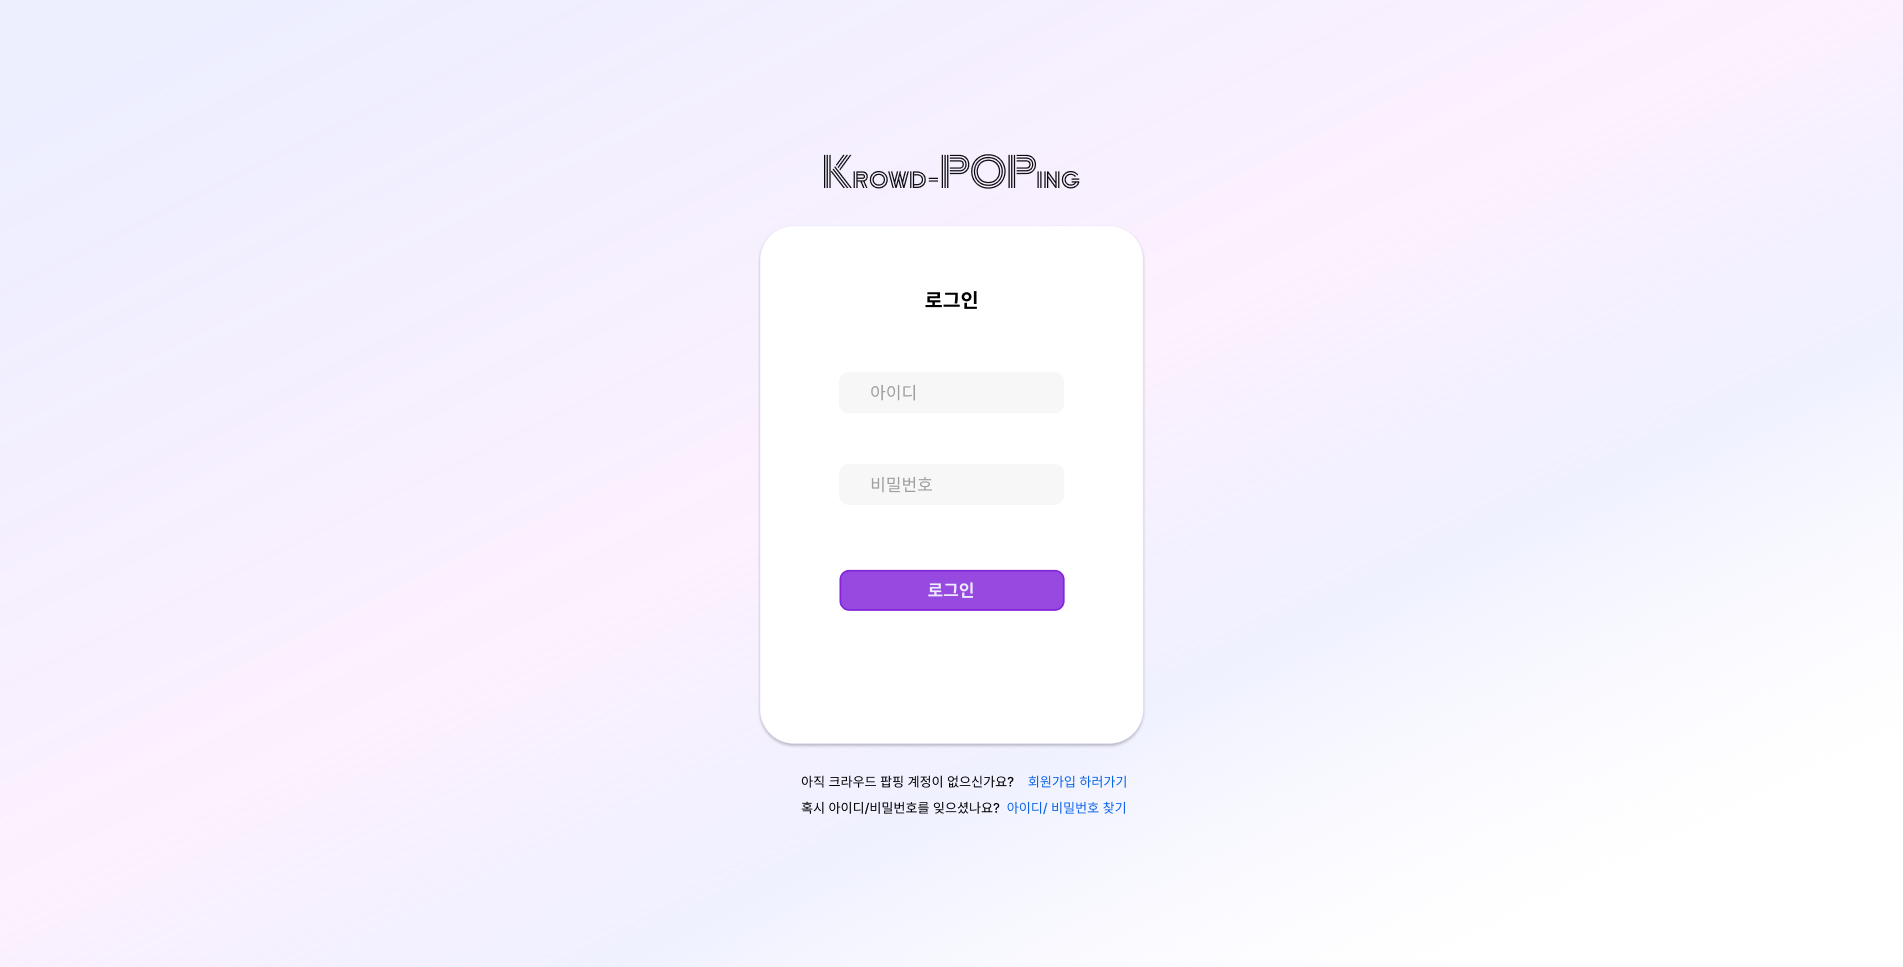 KROWD-POPING
로그인
아이디
비밀번호
로그인
아직 크라우드 팝핑 계정이 없으신가요? 회원가입 하러가기
혹시 아이디/비밀번호를 잊으셨나요? 아이디/ 비밀번호 찾기